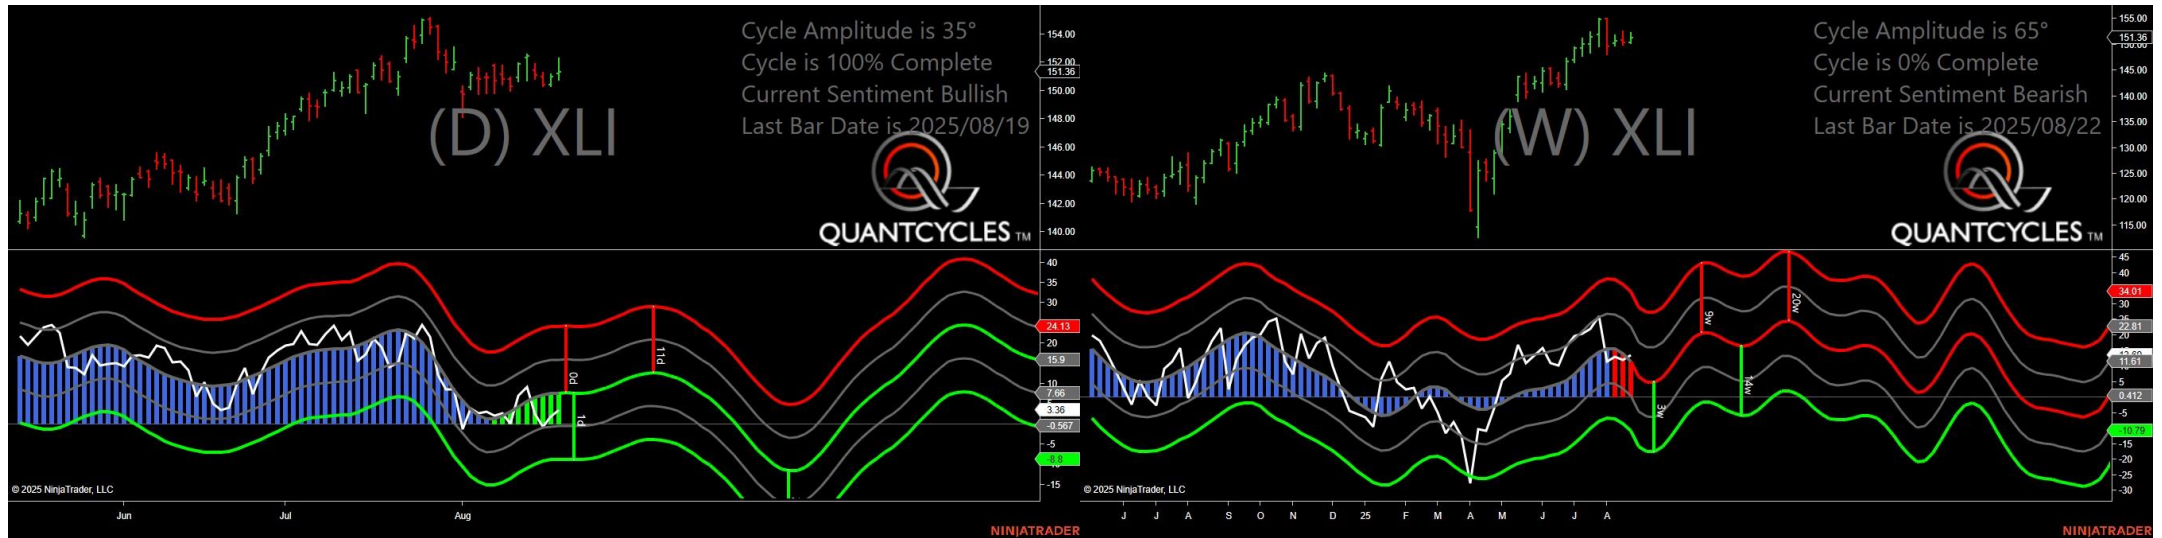 Cycle Amplitude is 35°
Cycle is 100% Complete
Current Sentiment Bullish
Last Bar Date is 2025/08/19
(D) XLI
QUANTCYCLES TM
154.00
152.00
151.36
150.00
148.00
146.00
144.00
142.00
140.00
40
35
30
24.13
20
15.9
10
7.66
3.36
-0.567
-5
-8.8
-15
0d
1d
11d
© 2025 NinjaTrader, LLC
Jun
Jul
Aug
NINJATRADER
Cycle Amplitude is 65°
Cycle is 0% Complete
Current Sentiment Bearish
Last Bar Date is 2025/08/22
(W) XLI
QUANTCYCLES TM
155.00
151.36
150.00
145.00
140.00
135.00
130.00
125.00
120.00
115.00
45
40
34.01
30
25
22.81
20
11.61
5
0.412
-5
-10.79
-15
-20
-25
-30
3w
9w
14w
20w
© 2025 NinjaTrader, LLC
J
J
A
S
O
N
D
25
F
M
A
M
J
J
A
NINJATRADER